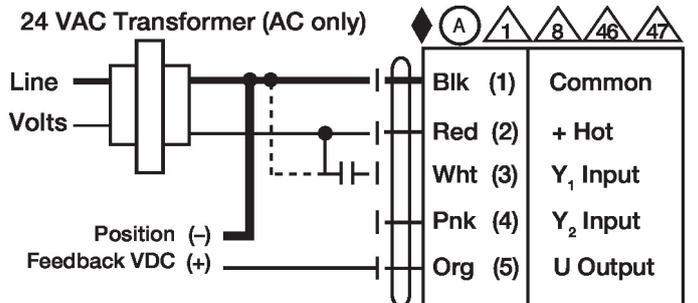 24 VAC Transformer (AC only)
A 1 8 46 47
Line
Volts
Blk (1) Common
Red (2) + Hot
Wht (3) Y₁ Input
Pnk (4) Y₂ Input
Org (5) U Output
Position (–)
Feedback VDC (+)